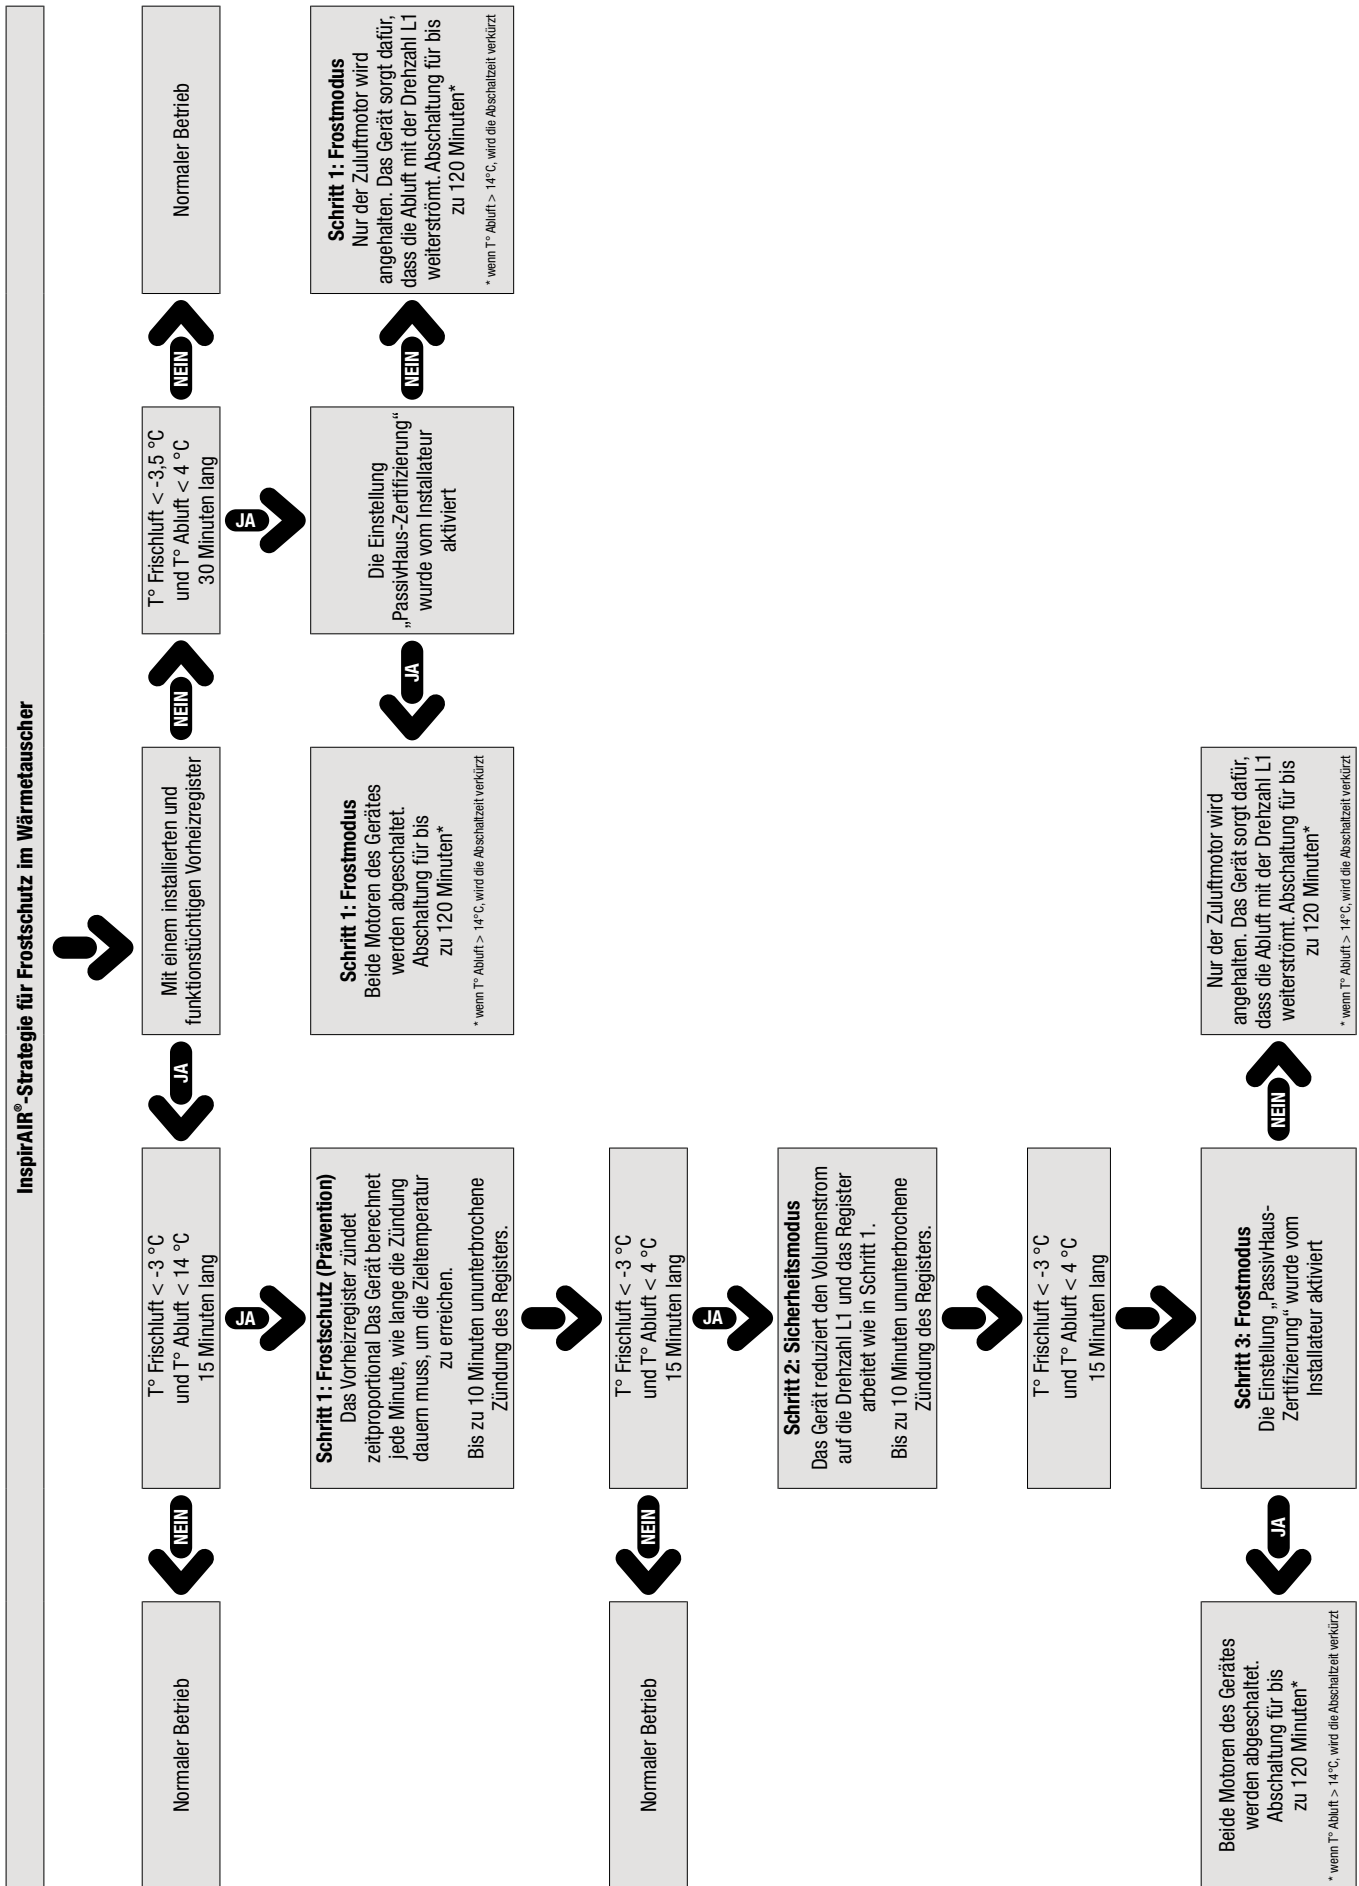 InspirAIR®-Strategie für Frostschutz im Wärmetauscher
Mit einem installierten und
funktionstüchtigen Vorheizregister
JA
NEIN
T° Frischluft < -3 °C
und T° Abluft < 14 °C
15 Minuten lang
NEIN
Normaler Betrieb
JA
Schritt 1: Frostschutz (Prävention)
Das Vorheizregister zündet
zeitproportional Das Gerät berechnet
jede Minute, wie lange die Zündung
dauern muss, um die Zieltemperatur
zu erreichen.
Bis zu 10 Minuten ununterbrochene
Zündung des Registers.
T° Frischluft < -3 °C
und T° Abluft < 4 °C
15 Minuten lang
NEIN
Normaler Betrieb
JA
Schritt 2: Sicherheitsmodus
Das Gerät reduziert den Volumenstrom
auf die Drehzahl L1 und das Register
arbeitet wie in Schritt 1.
Bis zu 10 Minuten ununterbrochene
Zündung des Registers.
T° Frischluft < -3 °C
und T° Abluft < 4 °C
15 Minuten lang
Schritt 3: Frostmodus
Die Einstellung „PassivHaus-
Zertifizierung“ wurde vom
Installateur aktiviert
JA
Beide Motoren des Gerätes
werden abgeschaltet.
Abschaltung für bis
zu 120 Minuten*
* wenn T° Abluft > 14°C, wird die Abschaltzeit verkürzt
NEIN
Nur der Zuluftmotor wird
angehalten. Das Gerät sorgt dafür,
dass die Abluft mit der Drehzahl L1
weiterströmt. Abschaltung für bis
zu 120 Minuten*
* wenn T° Abluft > 14°C, wird die Abschaltzeit verkürzt
T° Frischluft < -3,5 °C
und T° Abluft < 4 °C
30 Minuten lang
NEIN
Normaler Betrieb
JA
Die Einstellung
„PassivHaus-Zertifizierung“
wurde vom Installateur
aktiviert
JA
Schritt 1: Frostmodus
Beide Motoren des Gerätes
werden abgeschaltet.
Abschaltung für bis
zu 120 Minuten*
* wenn T° Abluft > 14°C, wird die Abschaltzeit verkürzt
NEIN
Schritt 1: Frostmodus
Nur der Zuluftmotor wird
angehalten. Das Gerät sorgt dafür,
dass die Abluft mit der Drehzahl L1
weiterströmt. Abschaltung für bis
zu 120 Minuten*
* wenn T° Abluft > 14°C, wird die Abschaltzeit verkürzt